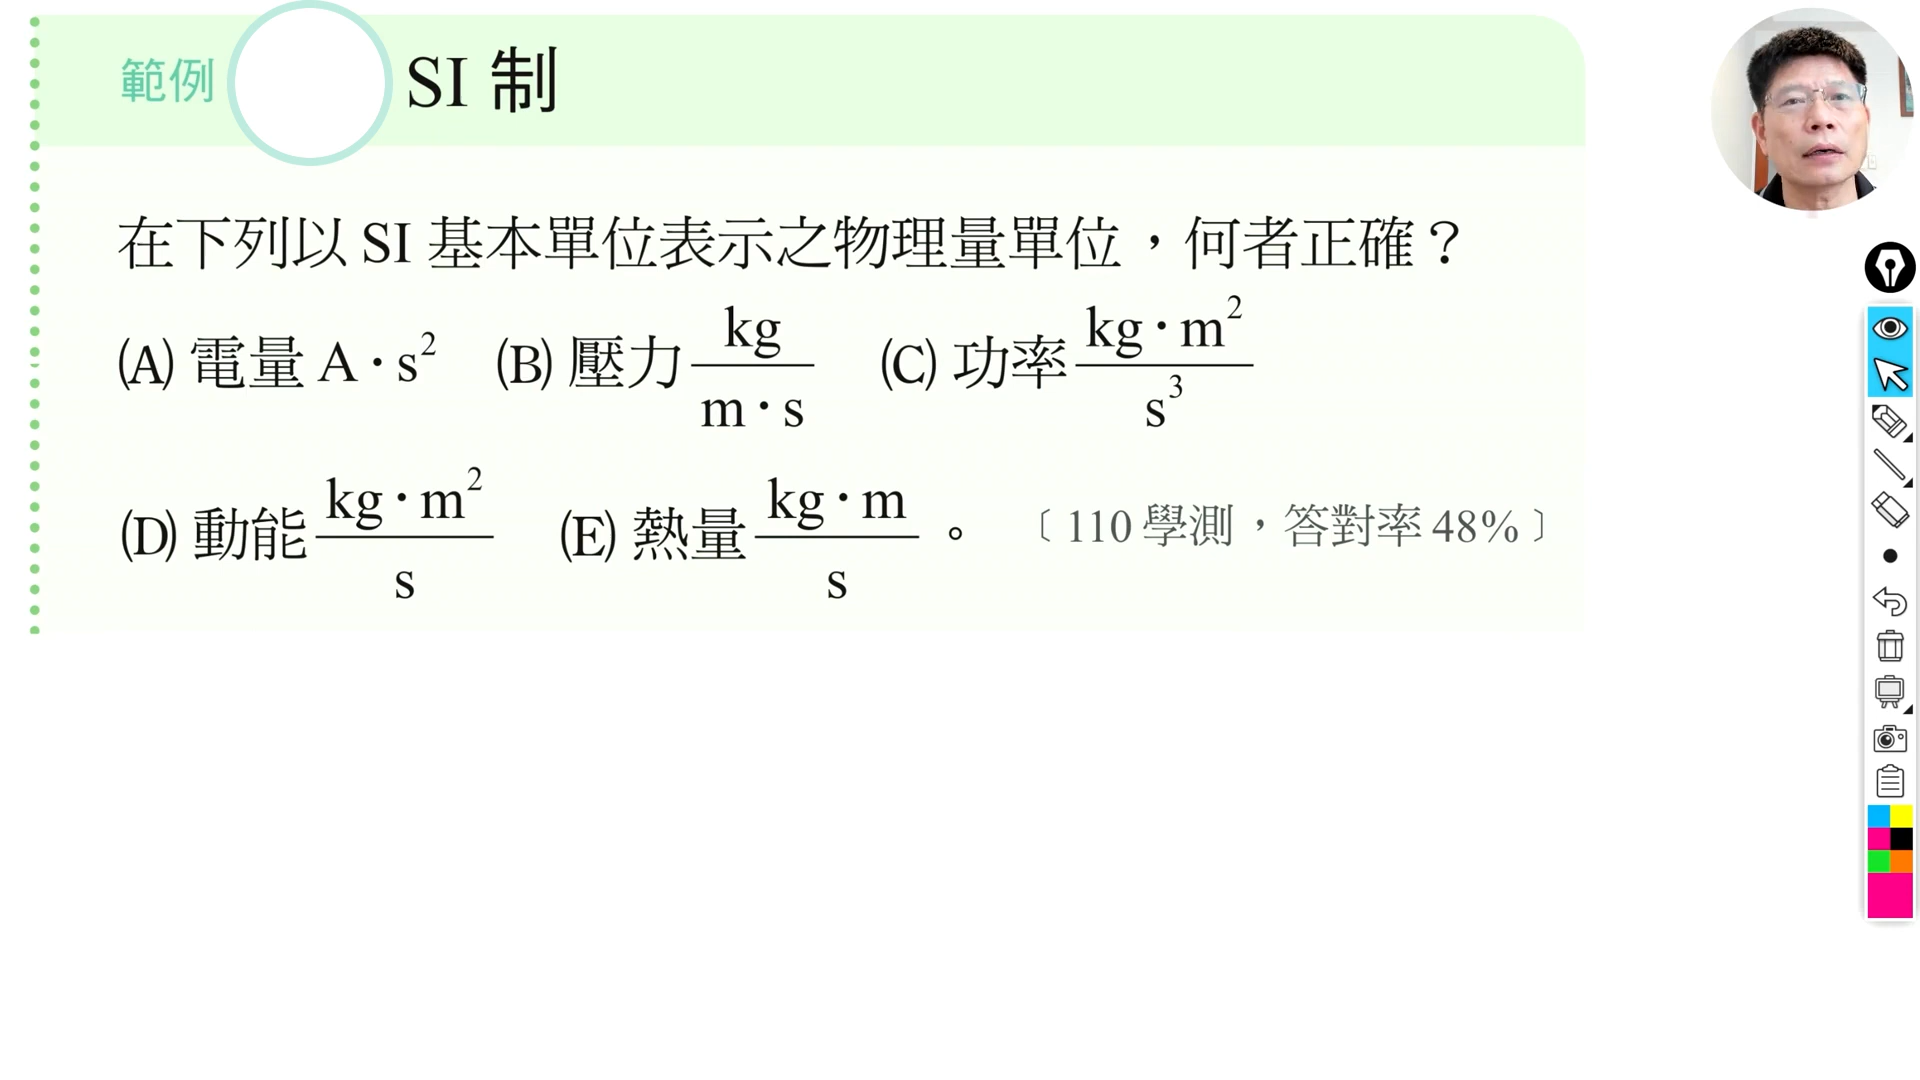 範例 SI 制
在下列以 SI 基本單位表示之物理量單位，何者正確？
(A) 電量 A · s² (B) 壓力 kg / m · s (C) 功率 kg · m² / s³
(D) 動能 kg · m² / s (E) 熱量 kg · m / s 。 〔110 學測，答對率 48%〕